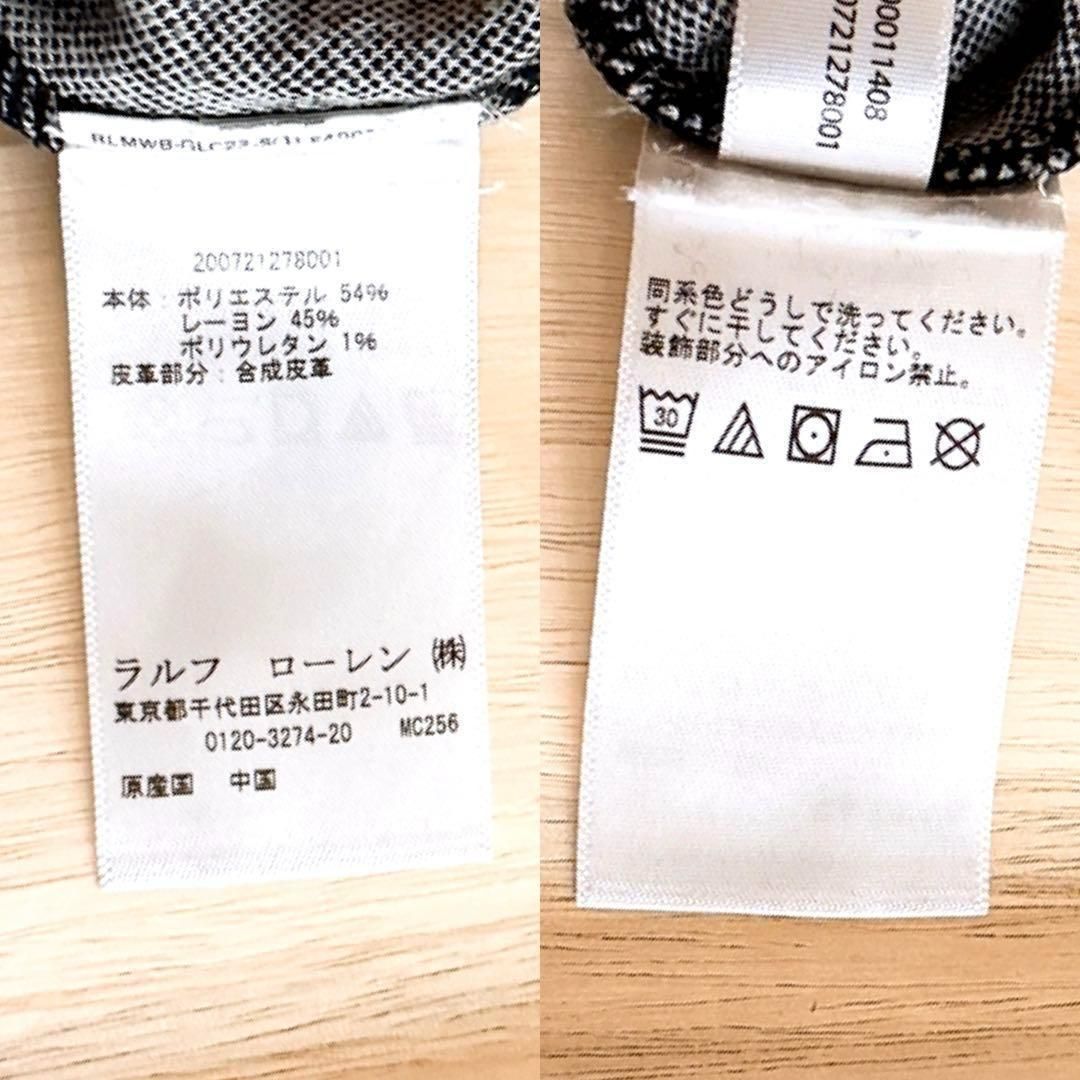 200721278001
本体：ポリエステル 54%
レーヨン 45%
ポリウレタン 1%
皮革部分：合成皮革
ラルフ ローレン ㈱
東京都千代田区永田町2-10-1
0120-3274-20 MC256
原産国 中国
同系色どうしで洗ってください。
すぐに干してください。
装飾部分へのアイロン禁止。
30